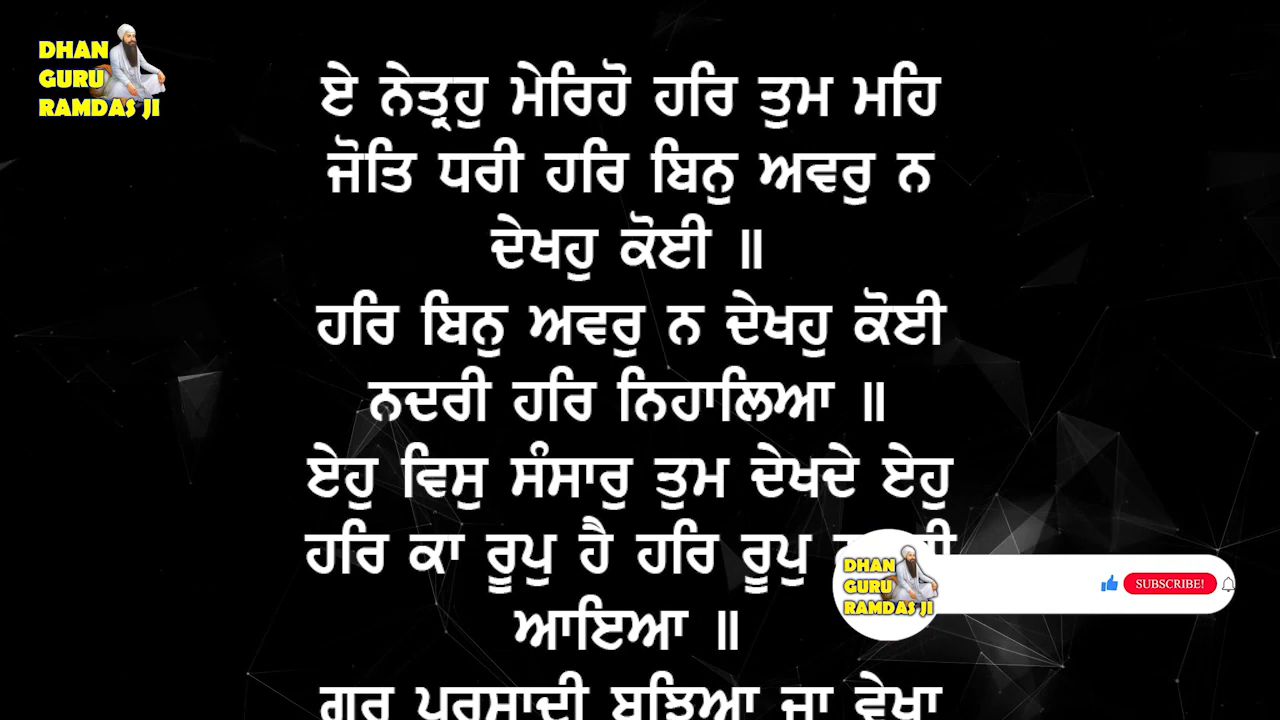 DHAN
GURU
RAMDAS JI
ਏ ਨੇਤ੍ਰਹੁ ਮੇਰਿਹੋ ਹਰਿ ਤੁਮ ਮਹਿ
ਜੋਤਿ ਧਰੀ ਹਰਿ ਬਿਨੁ ਅਵਰੁ ਨ
ਦੇਖਹੁ ਕੋਈ ॥
ਹਰਿ ਬਿਨੁ ਅਵਰੁ ਨ ਦੇਖਹੁ ਕੋਈ
ਨਦਰੀ ਹਰਿ ਨਿਹਾਲਿਆ ॥
ਏਹੁ ਵਿਸੁ ਸੰਸਾਰੁ ਤੁਮ ਦੇਖਦੇ ਏਹੁ
ਹਰਿ ਕਾ ਰੂਪੁ ਹੈ ਹਰਿ ਰੂਪੁ
ਆਇਆ ॥
DHAN
GURU
RAMDAS JI
SUBSCRIBE!
ਪਰਸਾਦੀ ਜਾ ਵੇਖਾ